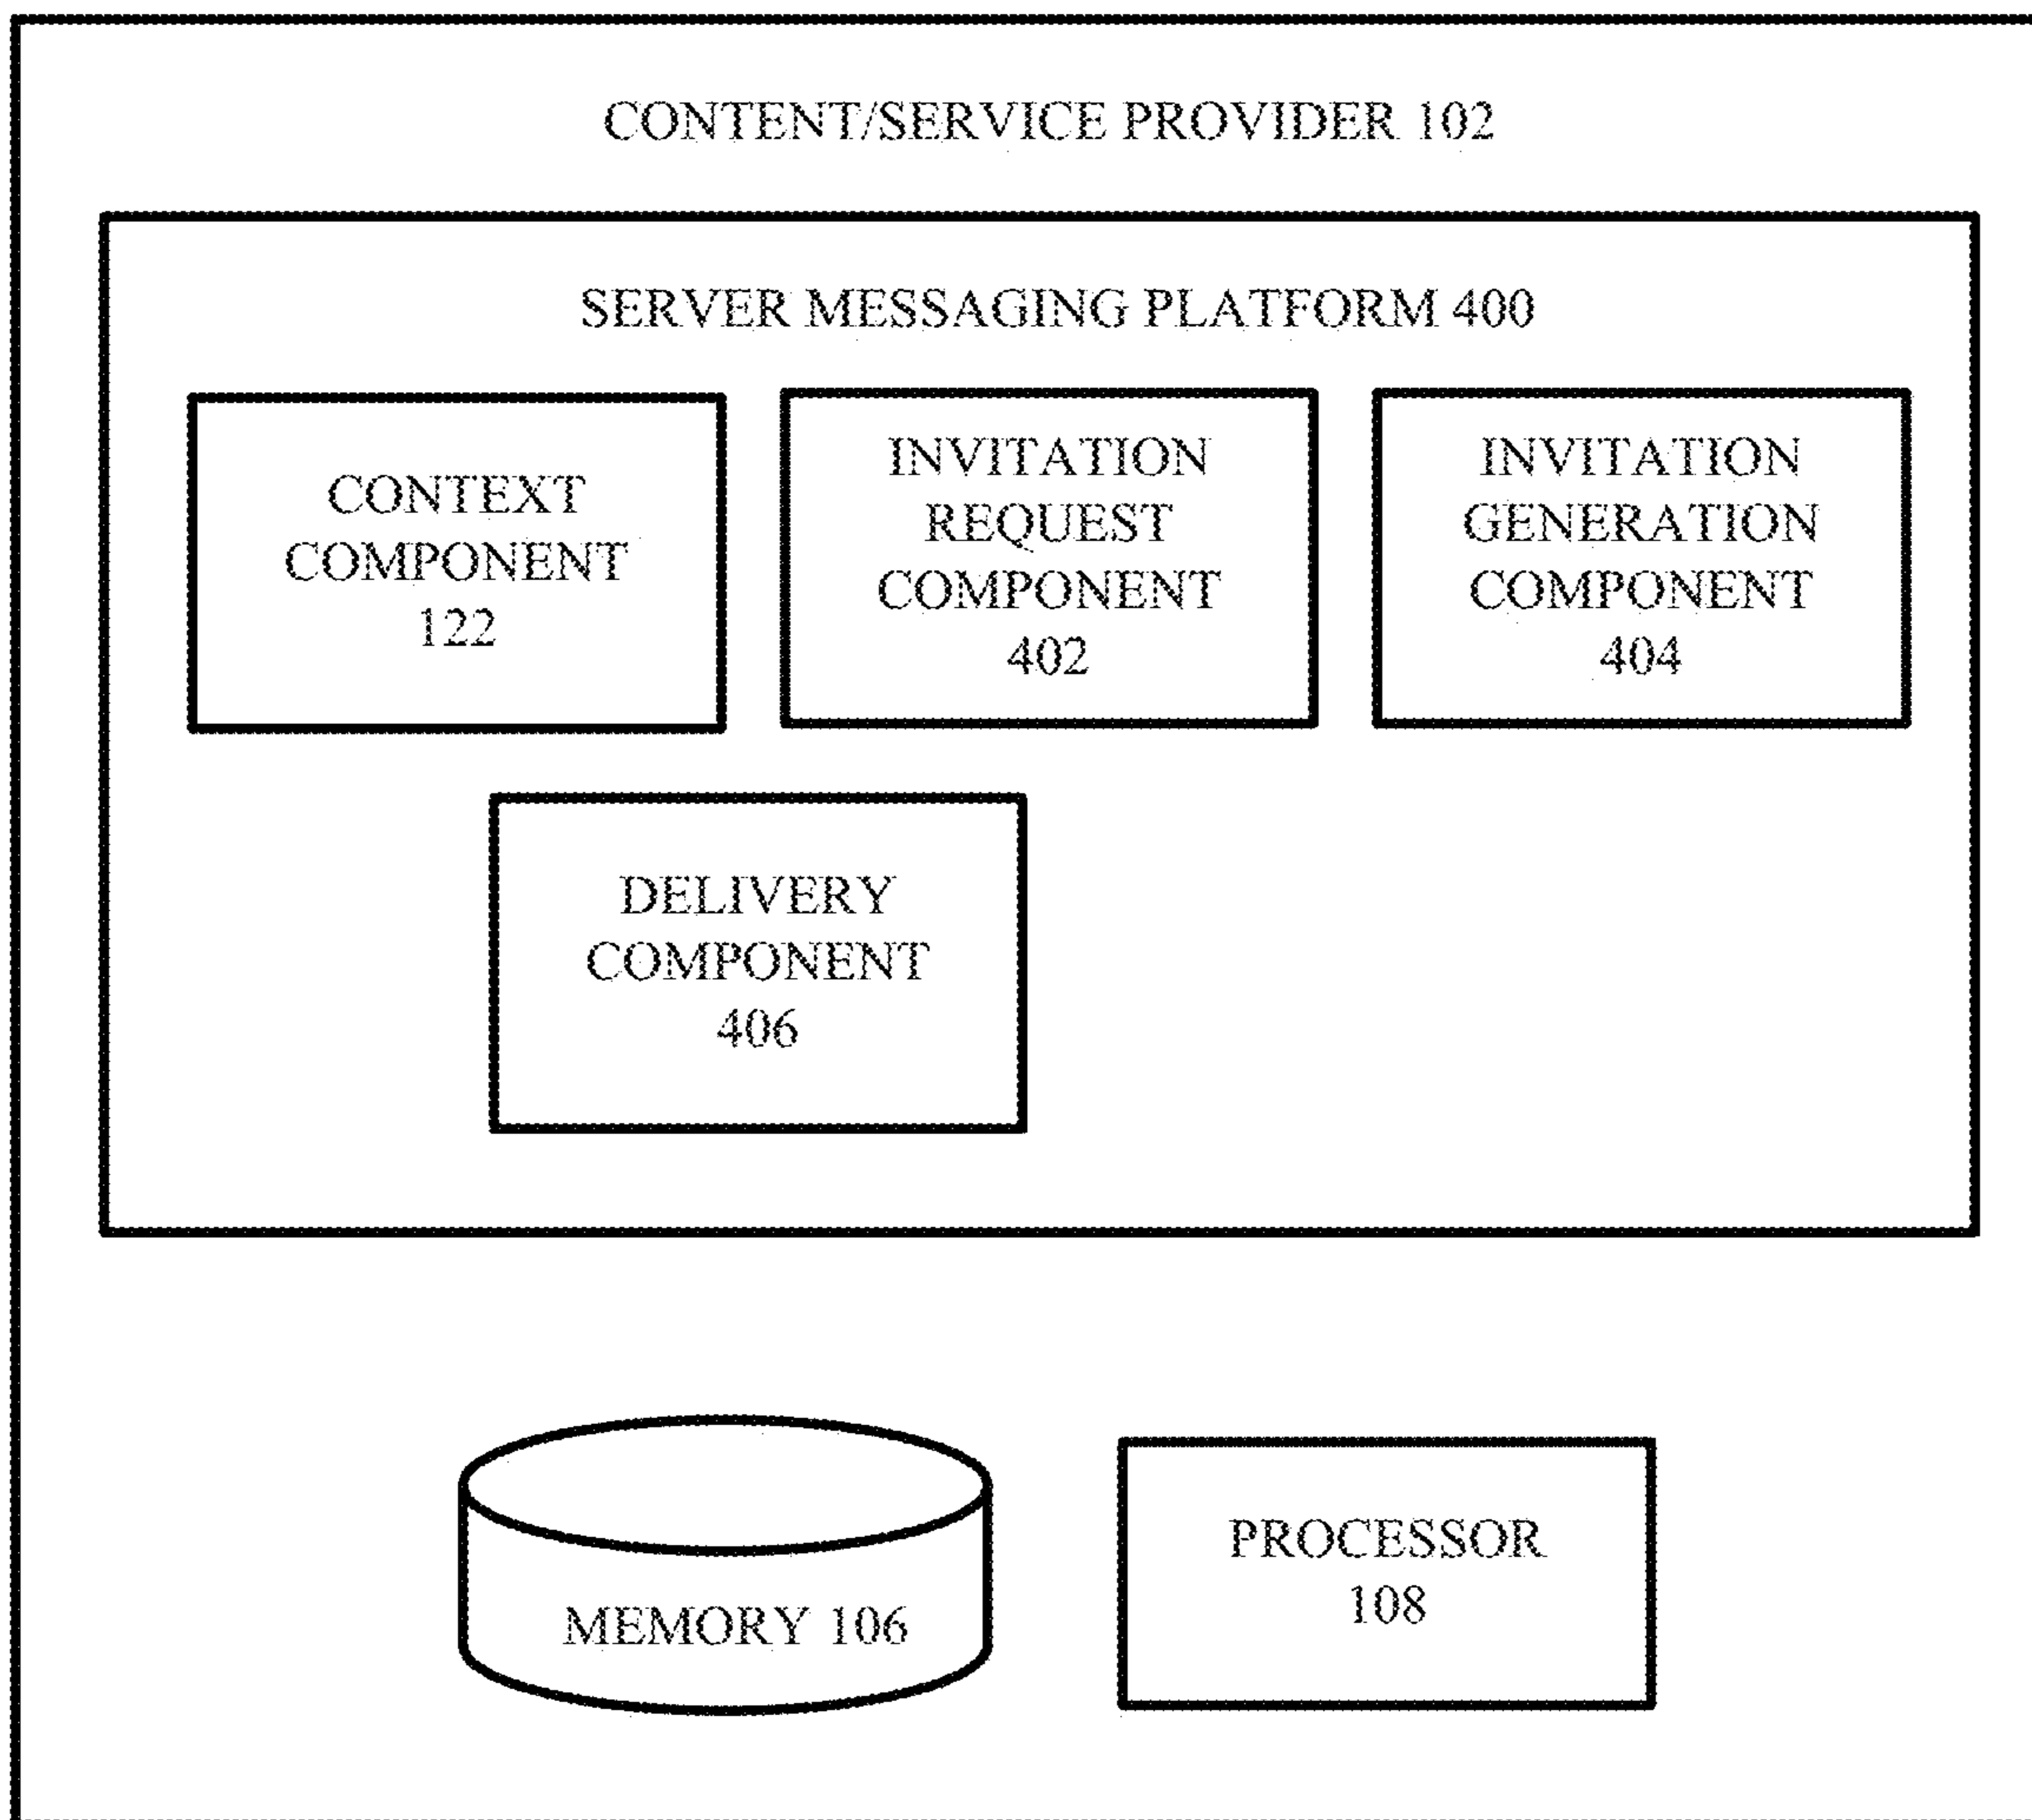 CONTENT/SERVICE PROVIDER 102
SERVER MESSAGING PLATFORM 400
CONTEXT
COMPONENT
122
INVITATION
REQUEST
COMPONENT
402
INVITATION
GENERATION
COMPONENT
404
DELIVERY
COMPONENT
406
MEMORY 106
PROCESSOR
108